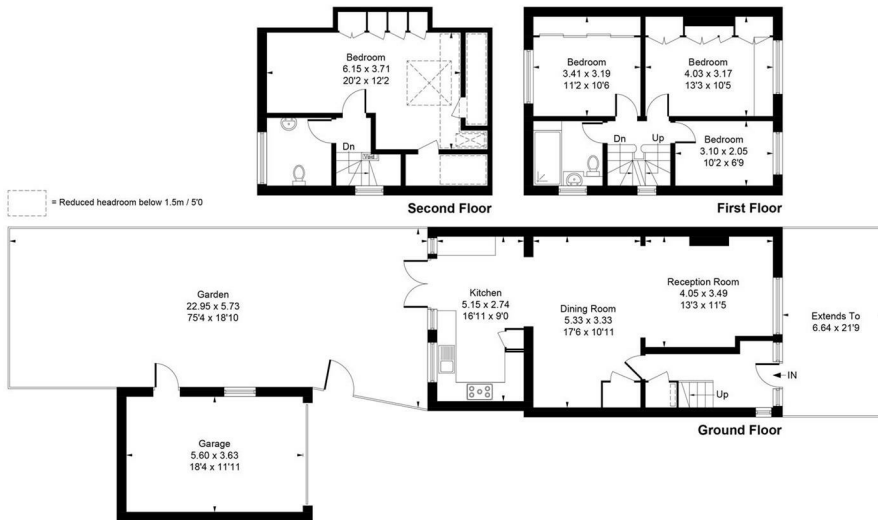 Bedroom
6.15 x 3.71
20'2 x 12'2
Dn
Void
Second Floor
Bedroom
3.41 x 3.19
11'2 x 10'6
Bedroom
4.03 x 3.17
13'3 x 10'5
Dn
Up
Bedroom
3.10 x 2.05
10'2 x 6'9
First Floor
= Reduced headroom below 1.5m / 5'0
Garden
22.95 x 5.73
75'4 x 18'10
Kitchen
5.15 x 2.74
16'11 x 9'0
Dining Room
5.33 x 3.33
17'6 x 10'11
Reception Room
4.05 x 3.49
13'3 x 11'5
Extends To
6.64 x 21'9
IN
Up
Ground Floor
Garage
5.60 x 3.63
18'4 x 11'11